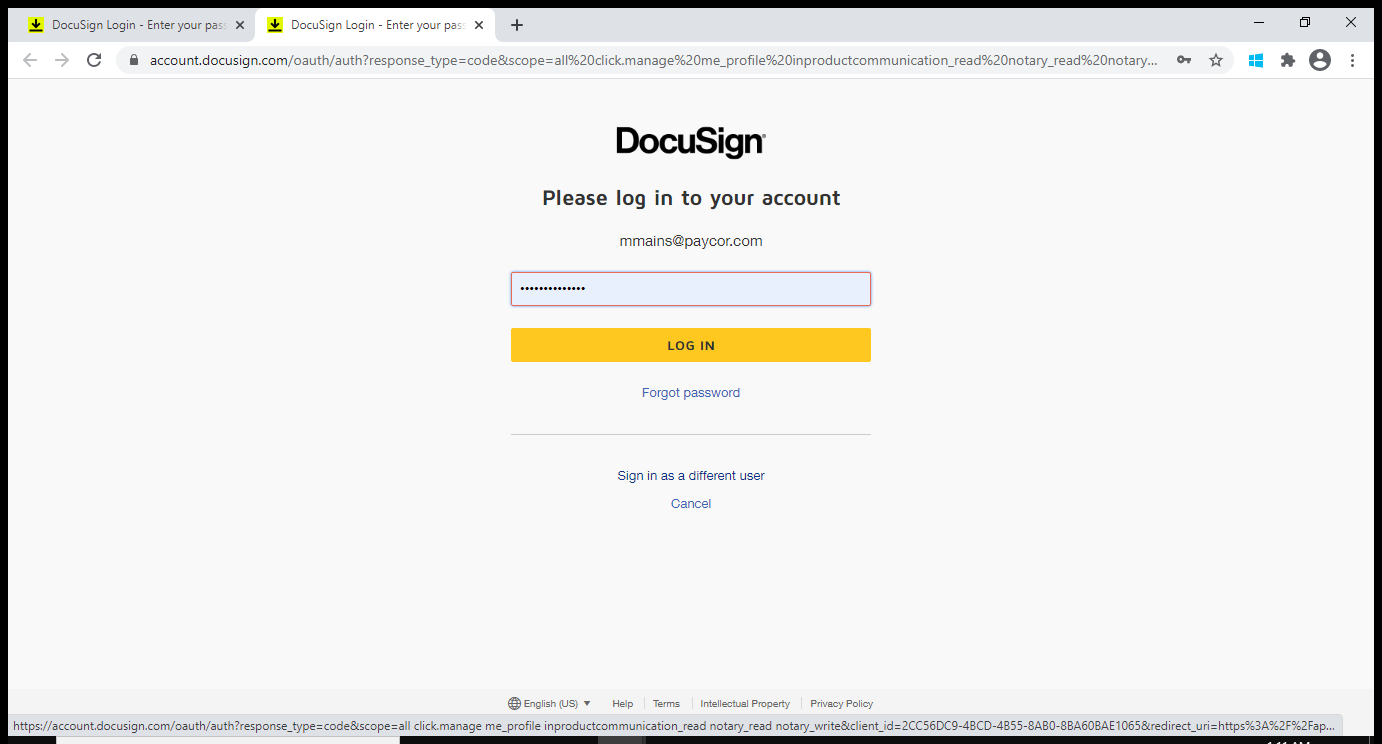 DocuSign Login - Enter your pas
DocuSign Login - Enter your pas
account.docusign.com/oauth/auth?response_type=code&scope=all%20click.manage%20me_profile%20inproductcommunication_read%20notary_read%20notary...
DocuSign
Please log in to your account
mmains@paycor.com
••••••••••••••
LOG IN
Forgot password
Sign in as a different user
Cancel
English (US)
Help
Terms
Intellectual Property
Privacy Policy
https://account.docusign.com/oauth/auth?response_type=code&scope=all click.manage me_profile inproductcommunication_read notary_read notary_write&client_id=2CC56DC9-4BCD-4B55-8AB0-8BA60BAE1065&redirect_uri=https%3A%2F%2Fap...